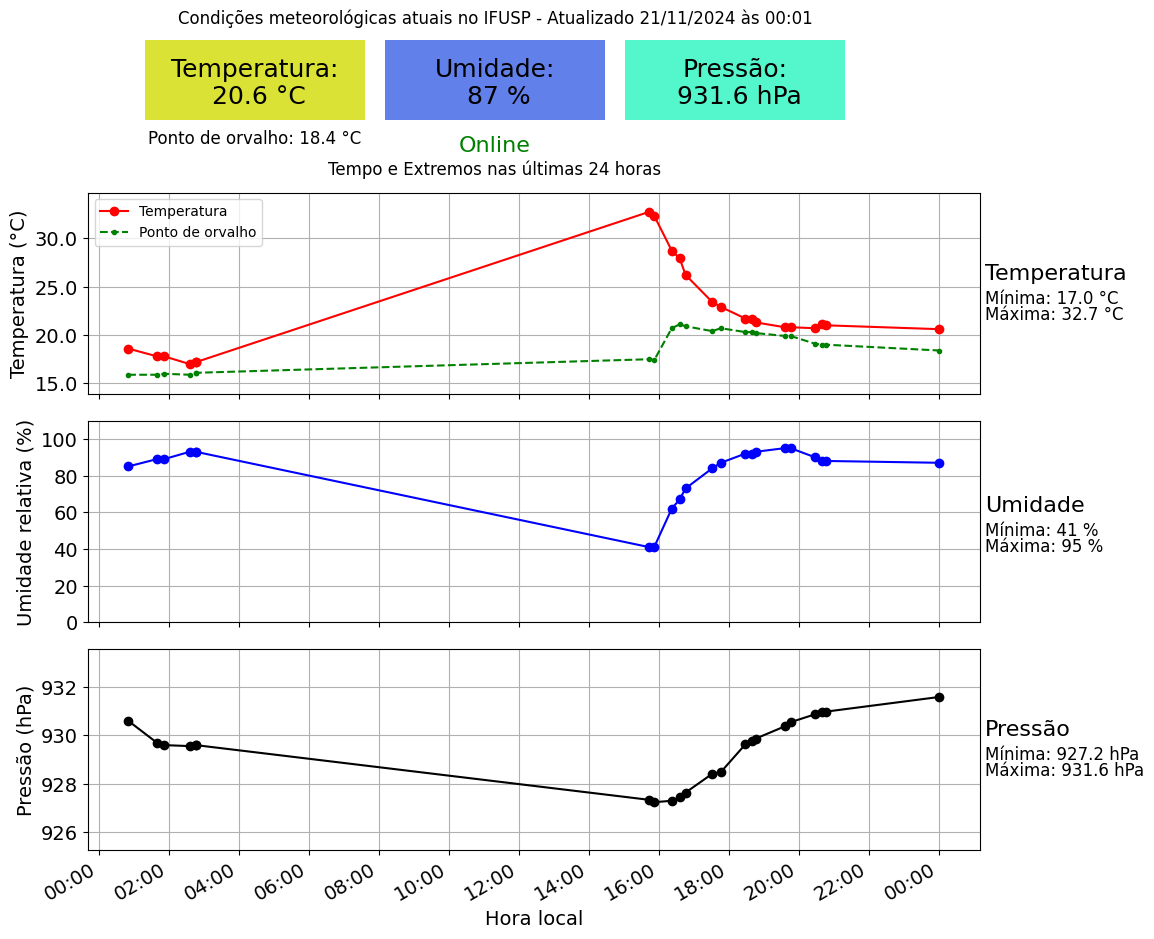 Condições meteorológicas atuais no IFUSP - Atualizado 21/11/2024 às 00:01
Temperatura:
20.6 °C
Umidade:
87 %
Pressão:
931.6 hPa
Ponto de orvalho: 18.4 °C
Online
Tempo e Extremos nas últimas 24 horas
Temperatura (°C)
30.0
25.0
20.0
15.0
Temperatura
Ponto de orvalho
Temperatura
Mínima: 17.0 °C
Máxima: 32.7 °C
Umidade relativa (%)
100
80
60
40
20
0
Umidade
Mínima: 41 %
Máxima: 95 %
Pressão (hPa)
932
930
928
926
Pressão
Mínima: 927.2 hPa
Máxima: 931.6 hPa
00:00 02:00 04:00 06:00 08:00 10:00 12:00 14:00 16:00 18:00 20:00 22:00 00:00
Hora local